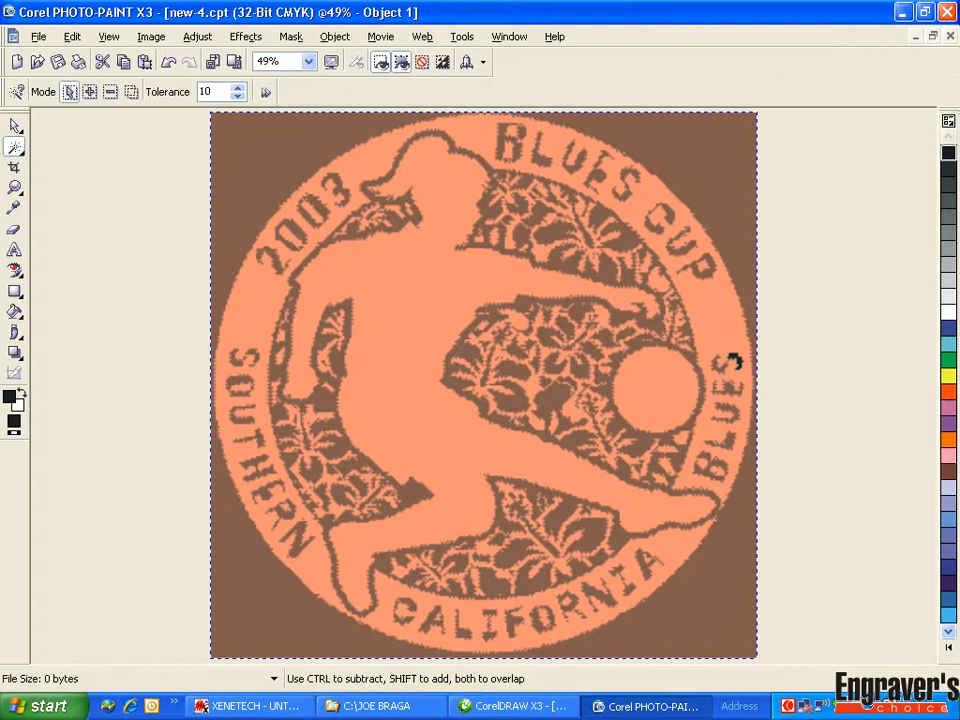 Corel PHOTO-PAINT X3 - [new-4.cpt (32-Bit CMYK) @49% - Object 1]
File Edit View Image Adjust Effects Mask Object Movie Web Tools Window Help
49%
Mode Tolerance 10
BLUES CUP
2003
SOUTHERN
BLUES
CALIFORNIA
File Size: 0 bytes Use CTRL to subtract, SHIFT to add, both to overlap
Engraver's
choice
start XENETECH - UNT... C:\JOE BRAGA CorelDRAW X3 - [... Corel PHOTO-PAI... Address